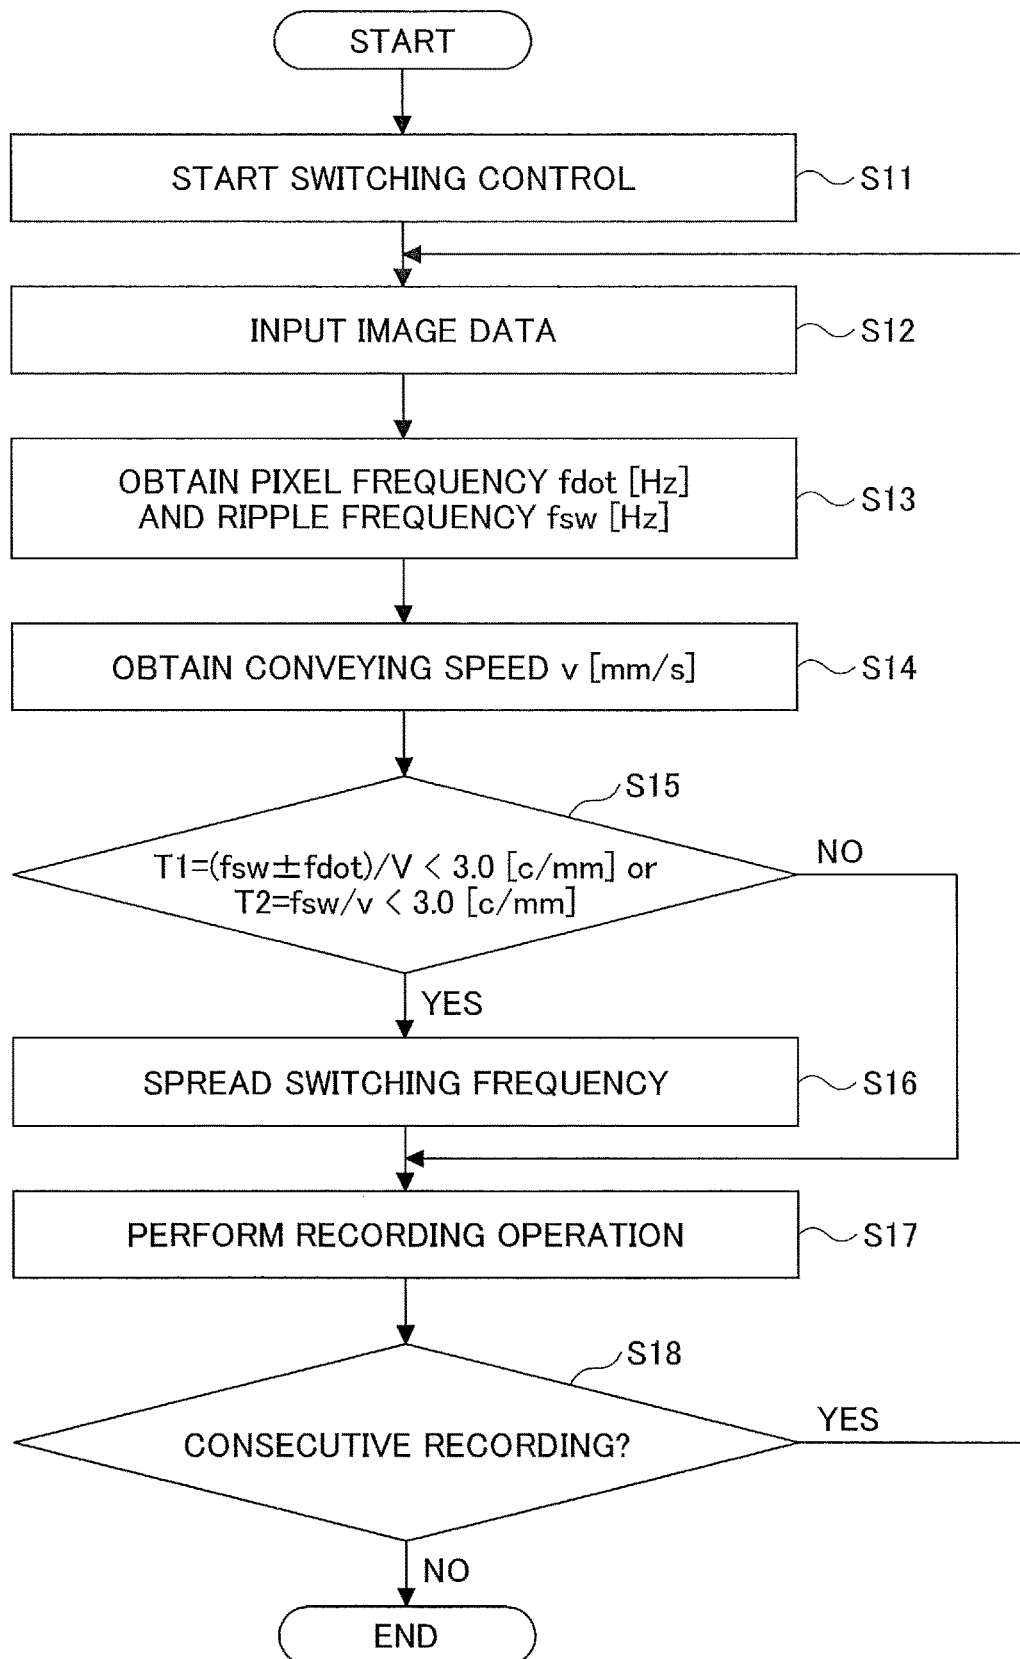 START
START SWITCHING CONTROL
S11
INPUT IMAGE DATA
S12
OBTAIN PIXEL FREQUENCY fdot [Hz]
AND RIPPLE FREQUENCY fsw [Hz]
S13
OBTAIN CONVEYING SPEED v [mm/s]
S14
S15
T1=(fsw±fdot)/V < 3.0 [c/mm] or
T2=fsw/v < 3.0 [c/mm]
NO
YES
SPREAD SWITCHING FREQUENCY
S16
PERFORM RECORDING OPERATION
S17
S18
CONSECUTIVE RECORDING?
YES
NO
END